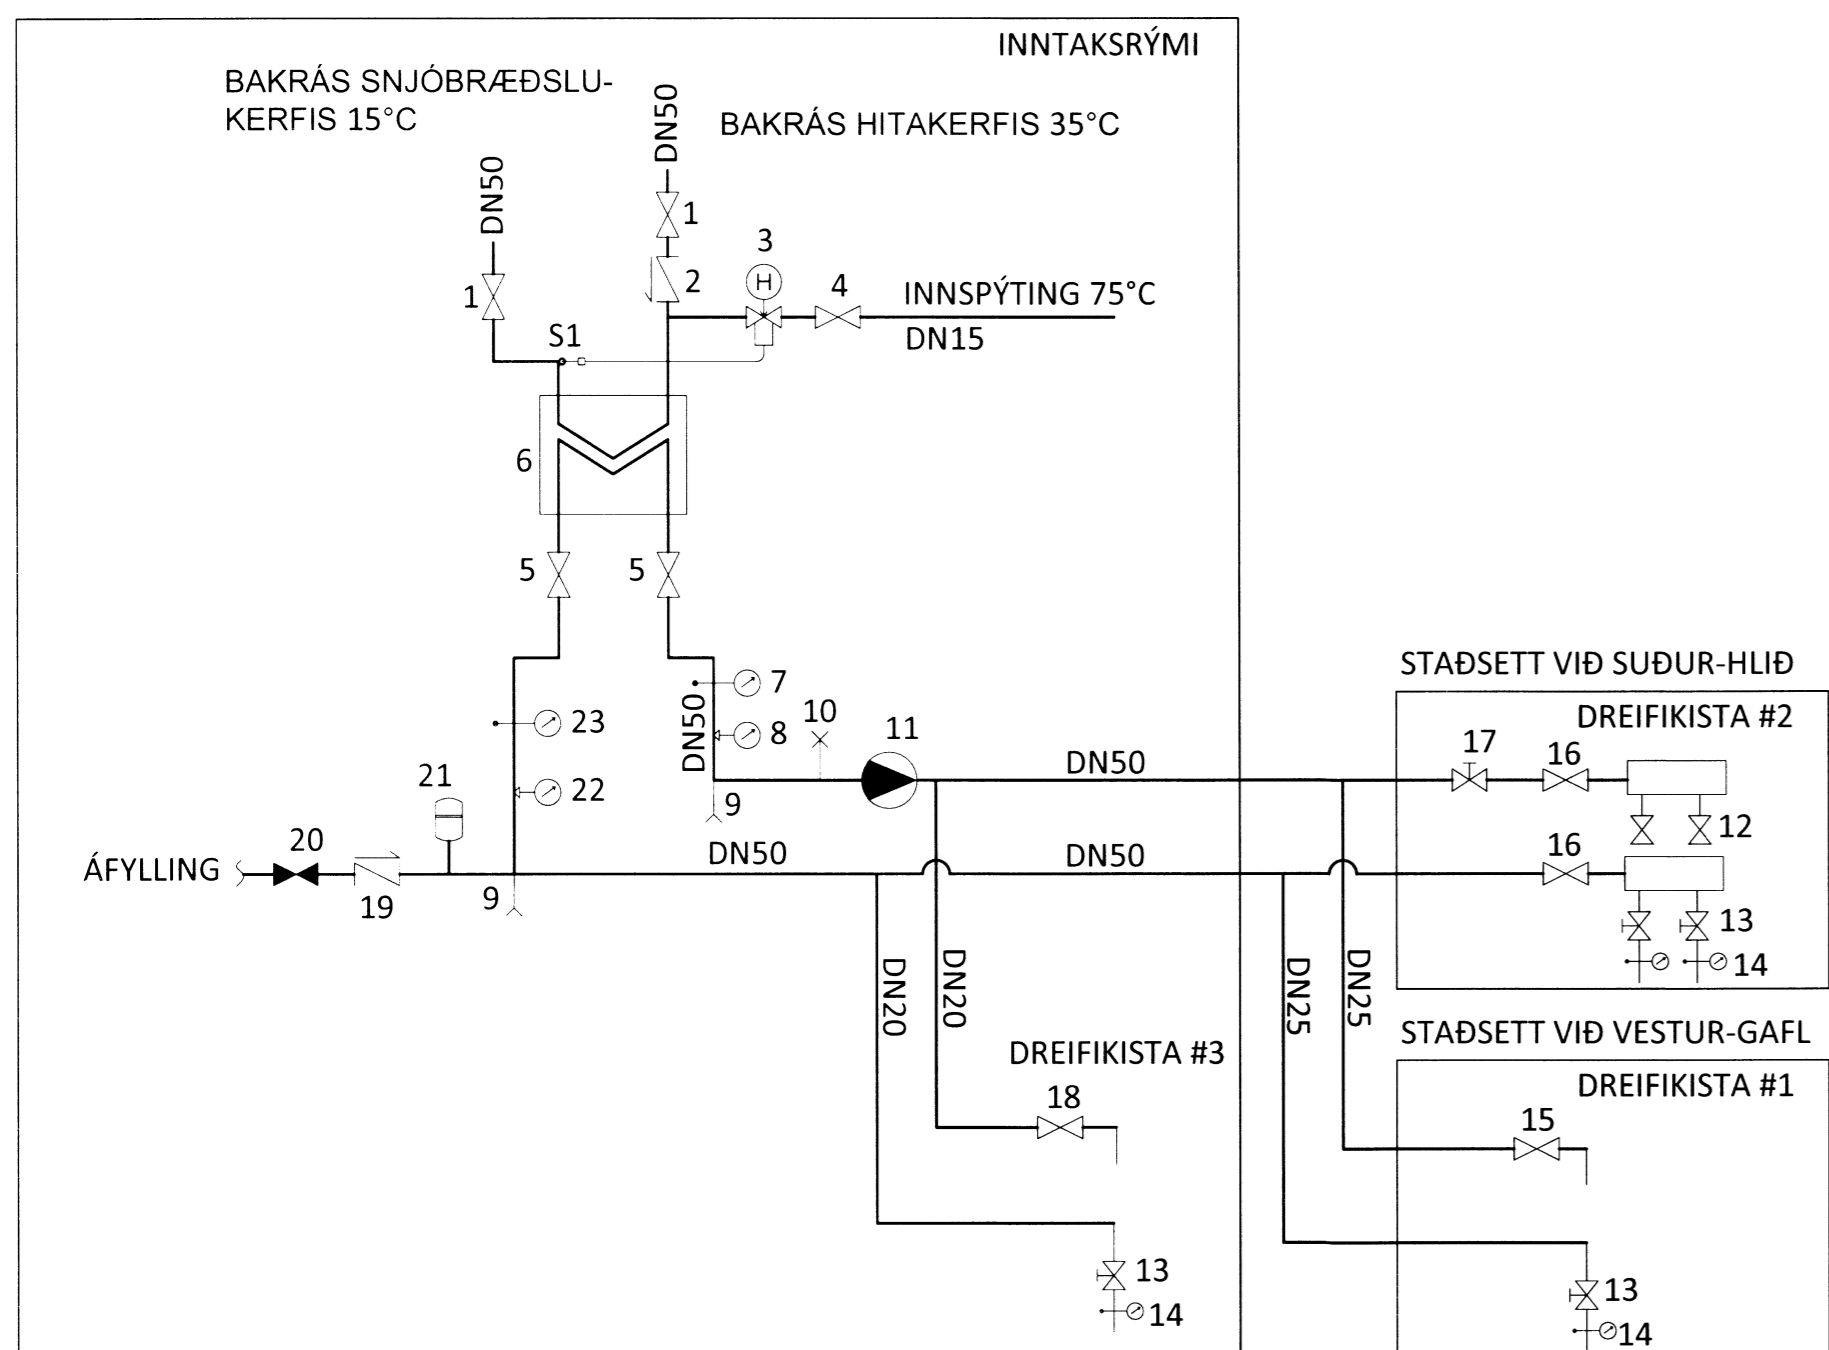 INNTAKSRÝMI
BAKRÁS SNJÓBRÆÐSLU-
KERFIS 15°C
BAKRÁS HITAKERFIS 35°C
DN50
DN50
1
1
2
3
H
4
INNSPÝTING 75°C
DN15
S1
6
5
5
7
8
DN50
10
11
9
23
22
21
20
19
9
ÁFYLLING
DN50
DN50
DN50
DN20
DN20
DN25
DN25
STAÐSETT VIÐ SUÐUR-HLIÐ
DREIFIKISTA #2
17
16
12
16
13
14
DREIFIKISTA #3
18
13
14
STAÐSETT VIÐ VESTUR-GAFL
DREIFIKISTA #1
15
13
14